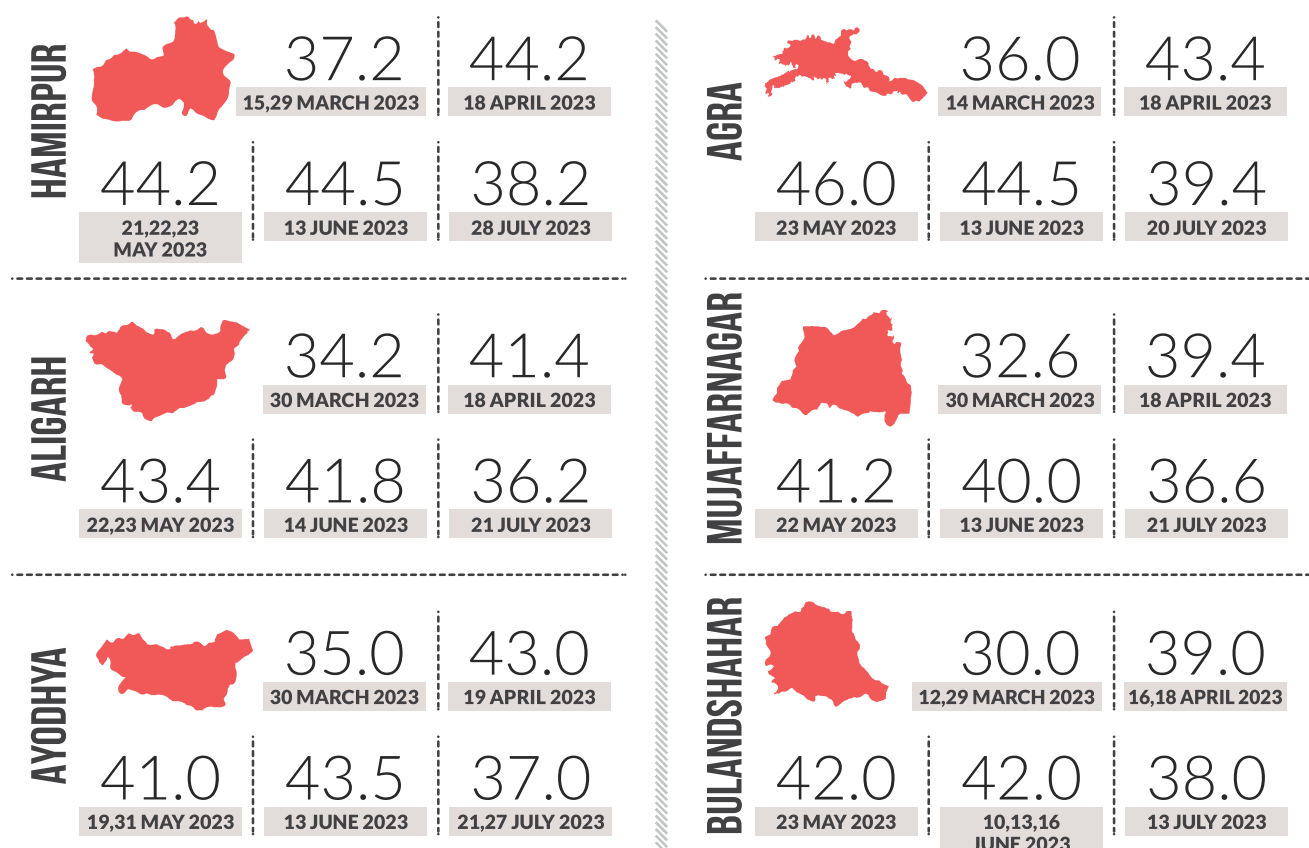 HAMIRPUR
37.2
15,29 MARCH 2023
44.2
18 APRIL 2023
44.2
21,22,23
MAY 2023
44.5
13 JUNE 2023
38.2
28 JULY 2023
ALIGARH
34.2
30 MARCH 2023
41.4
18 APRIL 2023
43.4
22,23 MAY 2023
41.8
14 JUNE 2023
36.2
21 JULY 2023
AYODHYA
35.0
30 MARCH 2023
43.0
19 APRIL 2023
41.0
19,31 MAY 2023
43.5
13 JUNE 2023
37.0
21,27 JULY 2023
AGRA
36.0
14 MARCH 2023
43.4
18 APRIL 2023
46.0
23 MAY 2023
44.5
13 JUNE 2023
39.4
20 JULY 2023
MUJAFFARNAGAR
32.6
30 MARCH 2023
39.4
18 APRIL 2023
41.2
22 MAY 2023
40.0
13 JUNE 2023
36.6
21 JULY 2023
BULANDSHAHAR
30.0
12,29 MARCH 2023
39.0
16,18 APRIL 2023
42.0
23 MAY 2023
42.0
10,13,16
JUNE 2023
38.0
13 JULY 2023